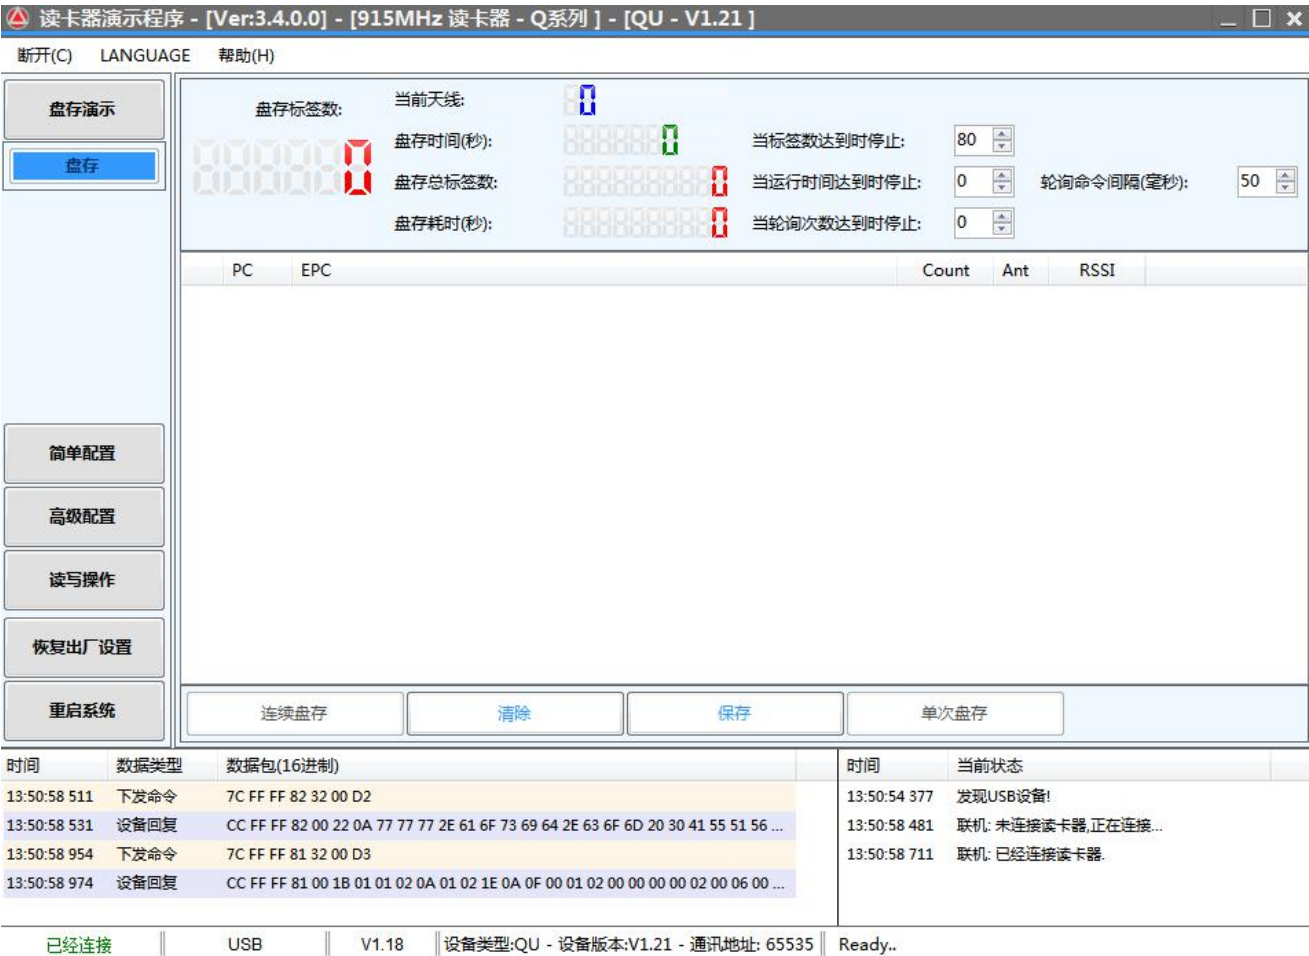 读卡器演示程序 - [Ver:3.4.0.0] - [915MHz 读卡器 - Q系列 ] - [QU - V1.21 ]
断开(C) LANGUAGE 帮助(H)
盘存演示
盘存
简单配置
高级配置
读写操作
恢复出厂设置
重启系统
盘存标签数:
0
当前天线: 0
盘存时间(秒): 0 当标签数达到时停止: 80
盘存总标签数: 0 当运行时间达到时停止: 0 轮询命令间隔(毫秒): 50
盘存耗时(秒): 0 当轮询次数达到时停止: 0
PC EPC Count Ant RSSI
连续盘存 清除 保存 单次盘存
时间 数据类型 数据包(16进制)
13:50:58 511 下发命令 7C FF FF 82 32 00 D2
13:50:58 531 设备回复 CC FF FF 82 00 22 0A 77 77 77 2E 61 6F 73 69 64 2E 63 6F 6D 20 30 41 55 51 56 ...
13:50:58 954 下发命令 7C FF FF 81 32 00 D3
13:50:58 974 设备回复 CC FF FF 81 00 1B 01 01 02 0A 01 02 1E 0A 0F 00 01 02 00 00 00 00 02 00 06 00 ...
时间 当前状态
13:50:54 377 发现USB设备!
13:50:58 481 联机: 未连接读卡器,正在连接...
13:50:58 711 联机: 已经连接读卡器.
已经连接 USB V1.18 设备类型:QU - 设备版本:V1.21 - 通讯地址: 65535 Ready..